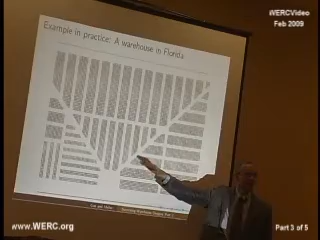 WERCVideo
Feb 2009
Example in practice: A warehouse in Florida
www.WERC.org
Part 3 of 5